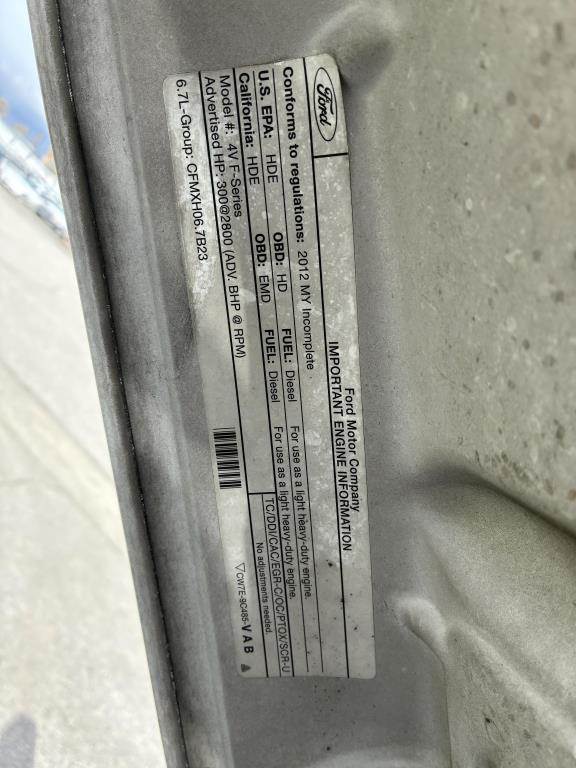 Ford
Ford Motor Company
IMPORTANT ENGINE INFORMATION
Conforms to regulations: 2012 MY Incomplete
U.S. EPA: HDE OBD: HD FUEL: Diesel For use as a light heavy-duty engine.
California: HDE OBD: EMD FUEL: Diesel For use as a light heavy-duty engine.
Model #: 4V F-Series
TC/DDI/CAC/EGR-C/OC/PTOX/SCR-U
Advertised HP: 300@2800 (ADV. BHP @ RPM)
No adjustments needed.
6.7L-Group: CFMXH06.7B23
CW7E-9C485-VAB